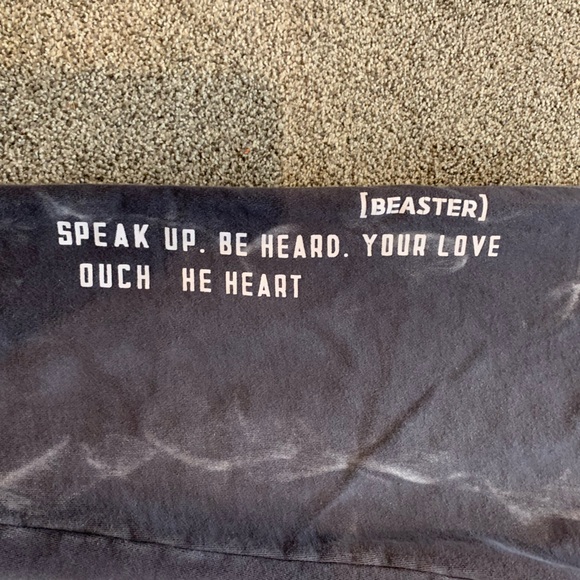 [BEASTER]
SPEAK UP. BE HEARD. YOUR LOVE
OUCH HE HEART